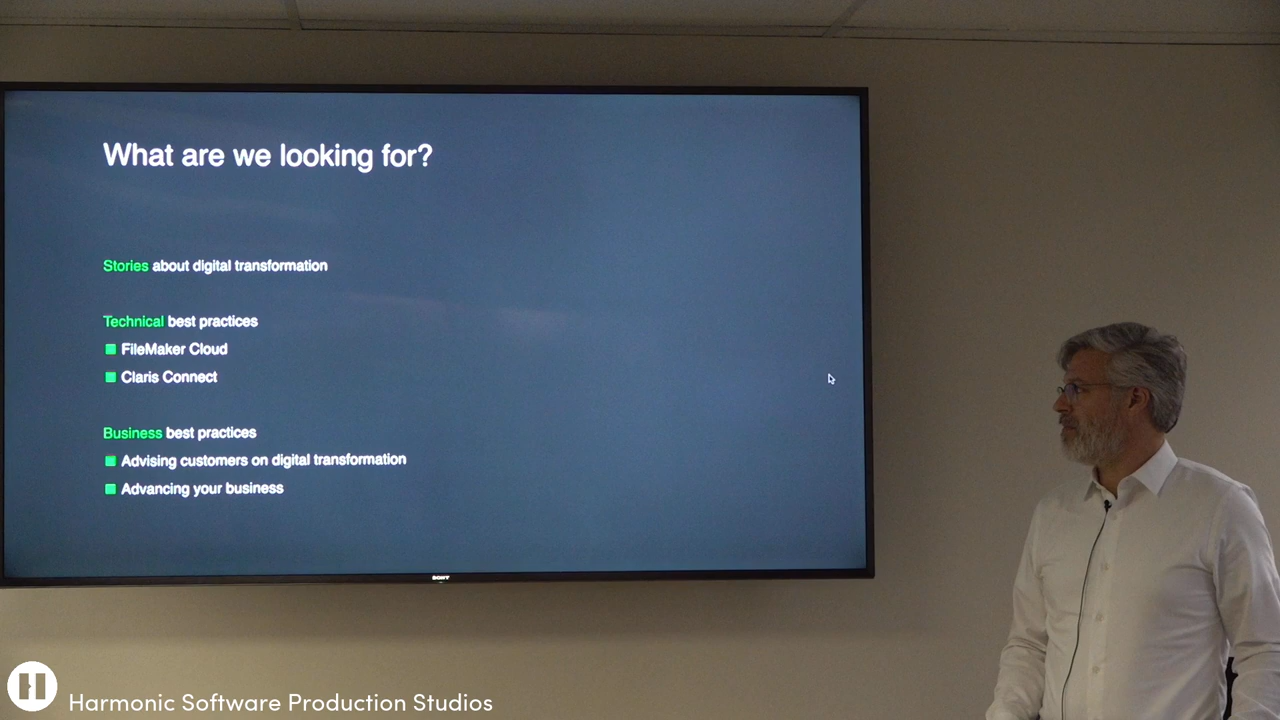 What are we looking for?
Stories about digital transformation
Technical best practices
FileMaker Cloud
Claris Connect
Business best practices
Advising customers on digital transformation
Advancing your business
SONY
Harmonic Software Production Studios